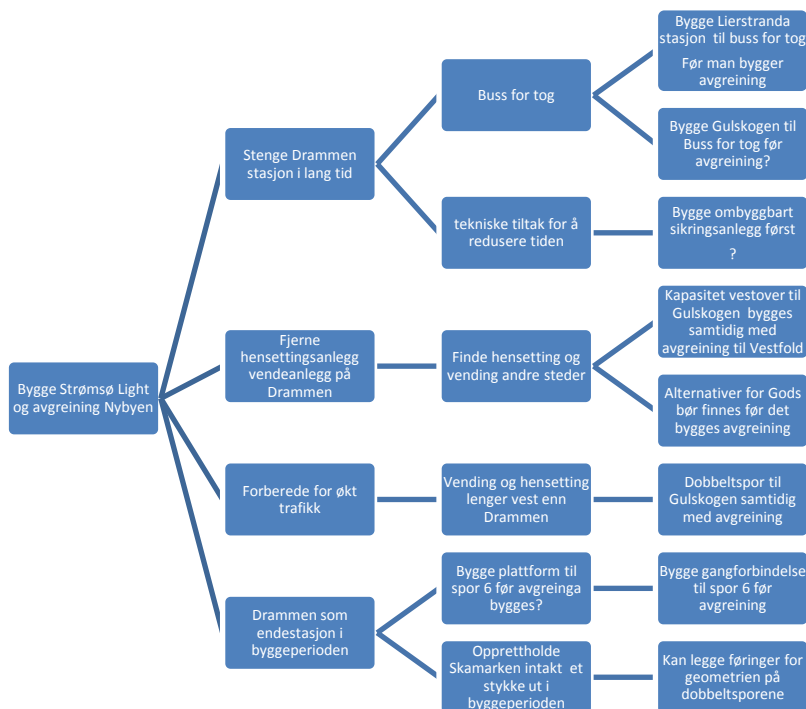 Bygge Strømsø Light
og avgreining Nybyen
Stenge Drammen
stasjon i lang tid
Buss for tog
Bygge Lierstranda
stasjon til buss for tog
Før man bygger
avgreining
Bygge Gulskogen til
Buss for tog før
avgreining?
tekniske tiltak for å
redusere tiden
Bygge ombyggbart
sikringsanlegg først
?
Fjerne
hensettingsanlegg
vendeanlegg på
Drammen
Finde hensetting og
vending andre steder
Kapasitet vestover til
Gulskogen bygges
samtidig med
avgreining til Vestfold
Alternativer for Gods
bør finnes før det
bygges avgreining
Forberede for økt
trafikk
Vending og hensetting
lenger vest enn
Drammen
Dobbeltspor til
Gulskogen samtidig
med avgreining
Drammen som
endestasjon i
byggeperioden
Bygge plattform til
spor 6 før avgreinga
bygges?
Bygge gangforbindelse
til spor 6 før
avgreining
Opprettholde
Skamarken intakt et
stykke ut i
byggeperioden
Kan legge føringer for
geometrien på
dobbeltsporene